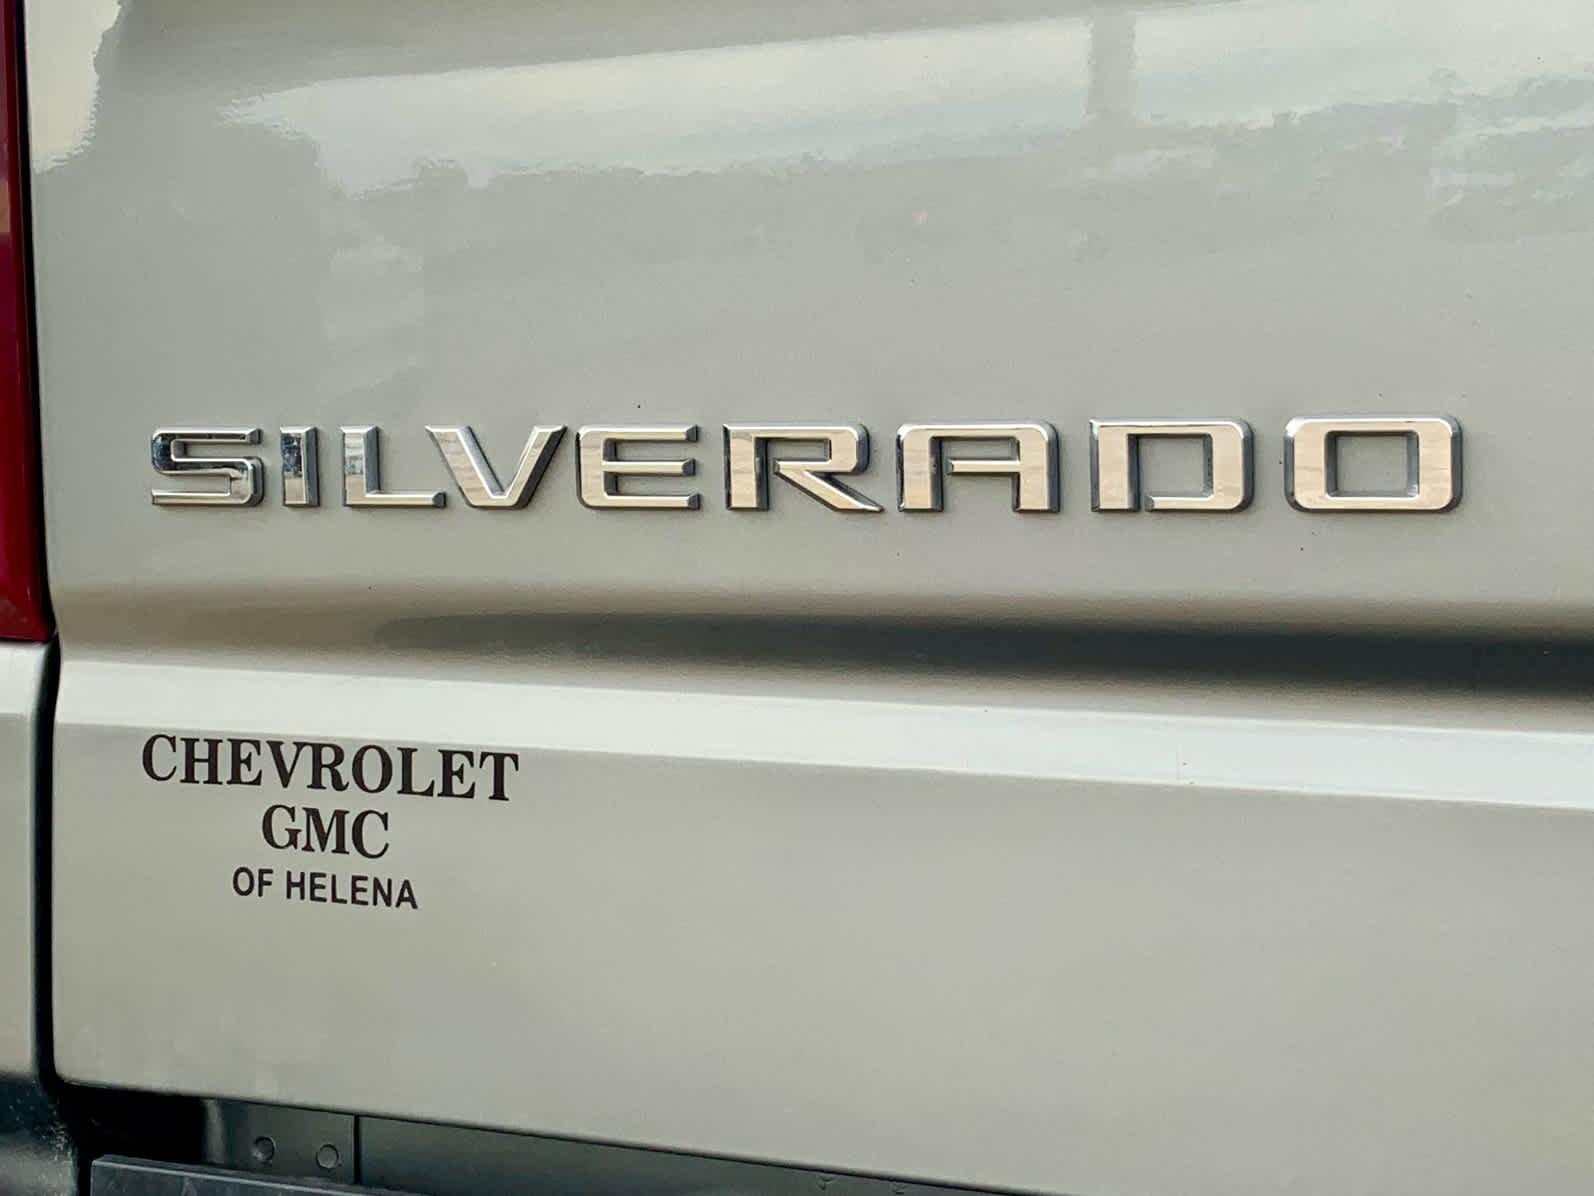 SILVERADO
CHEVROLET
GMC
OF HELENA